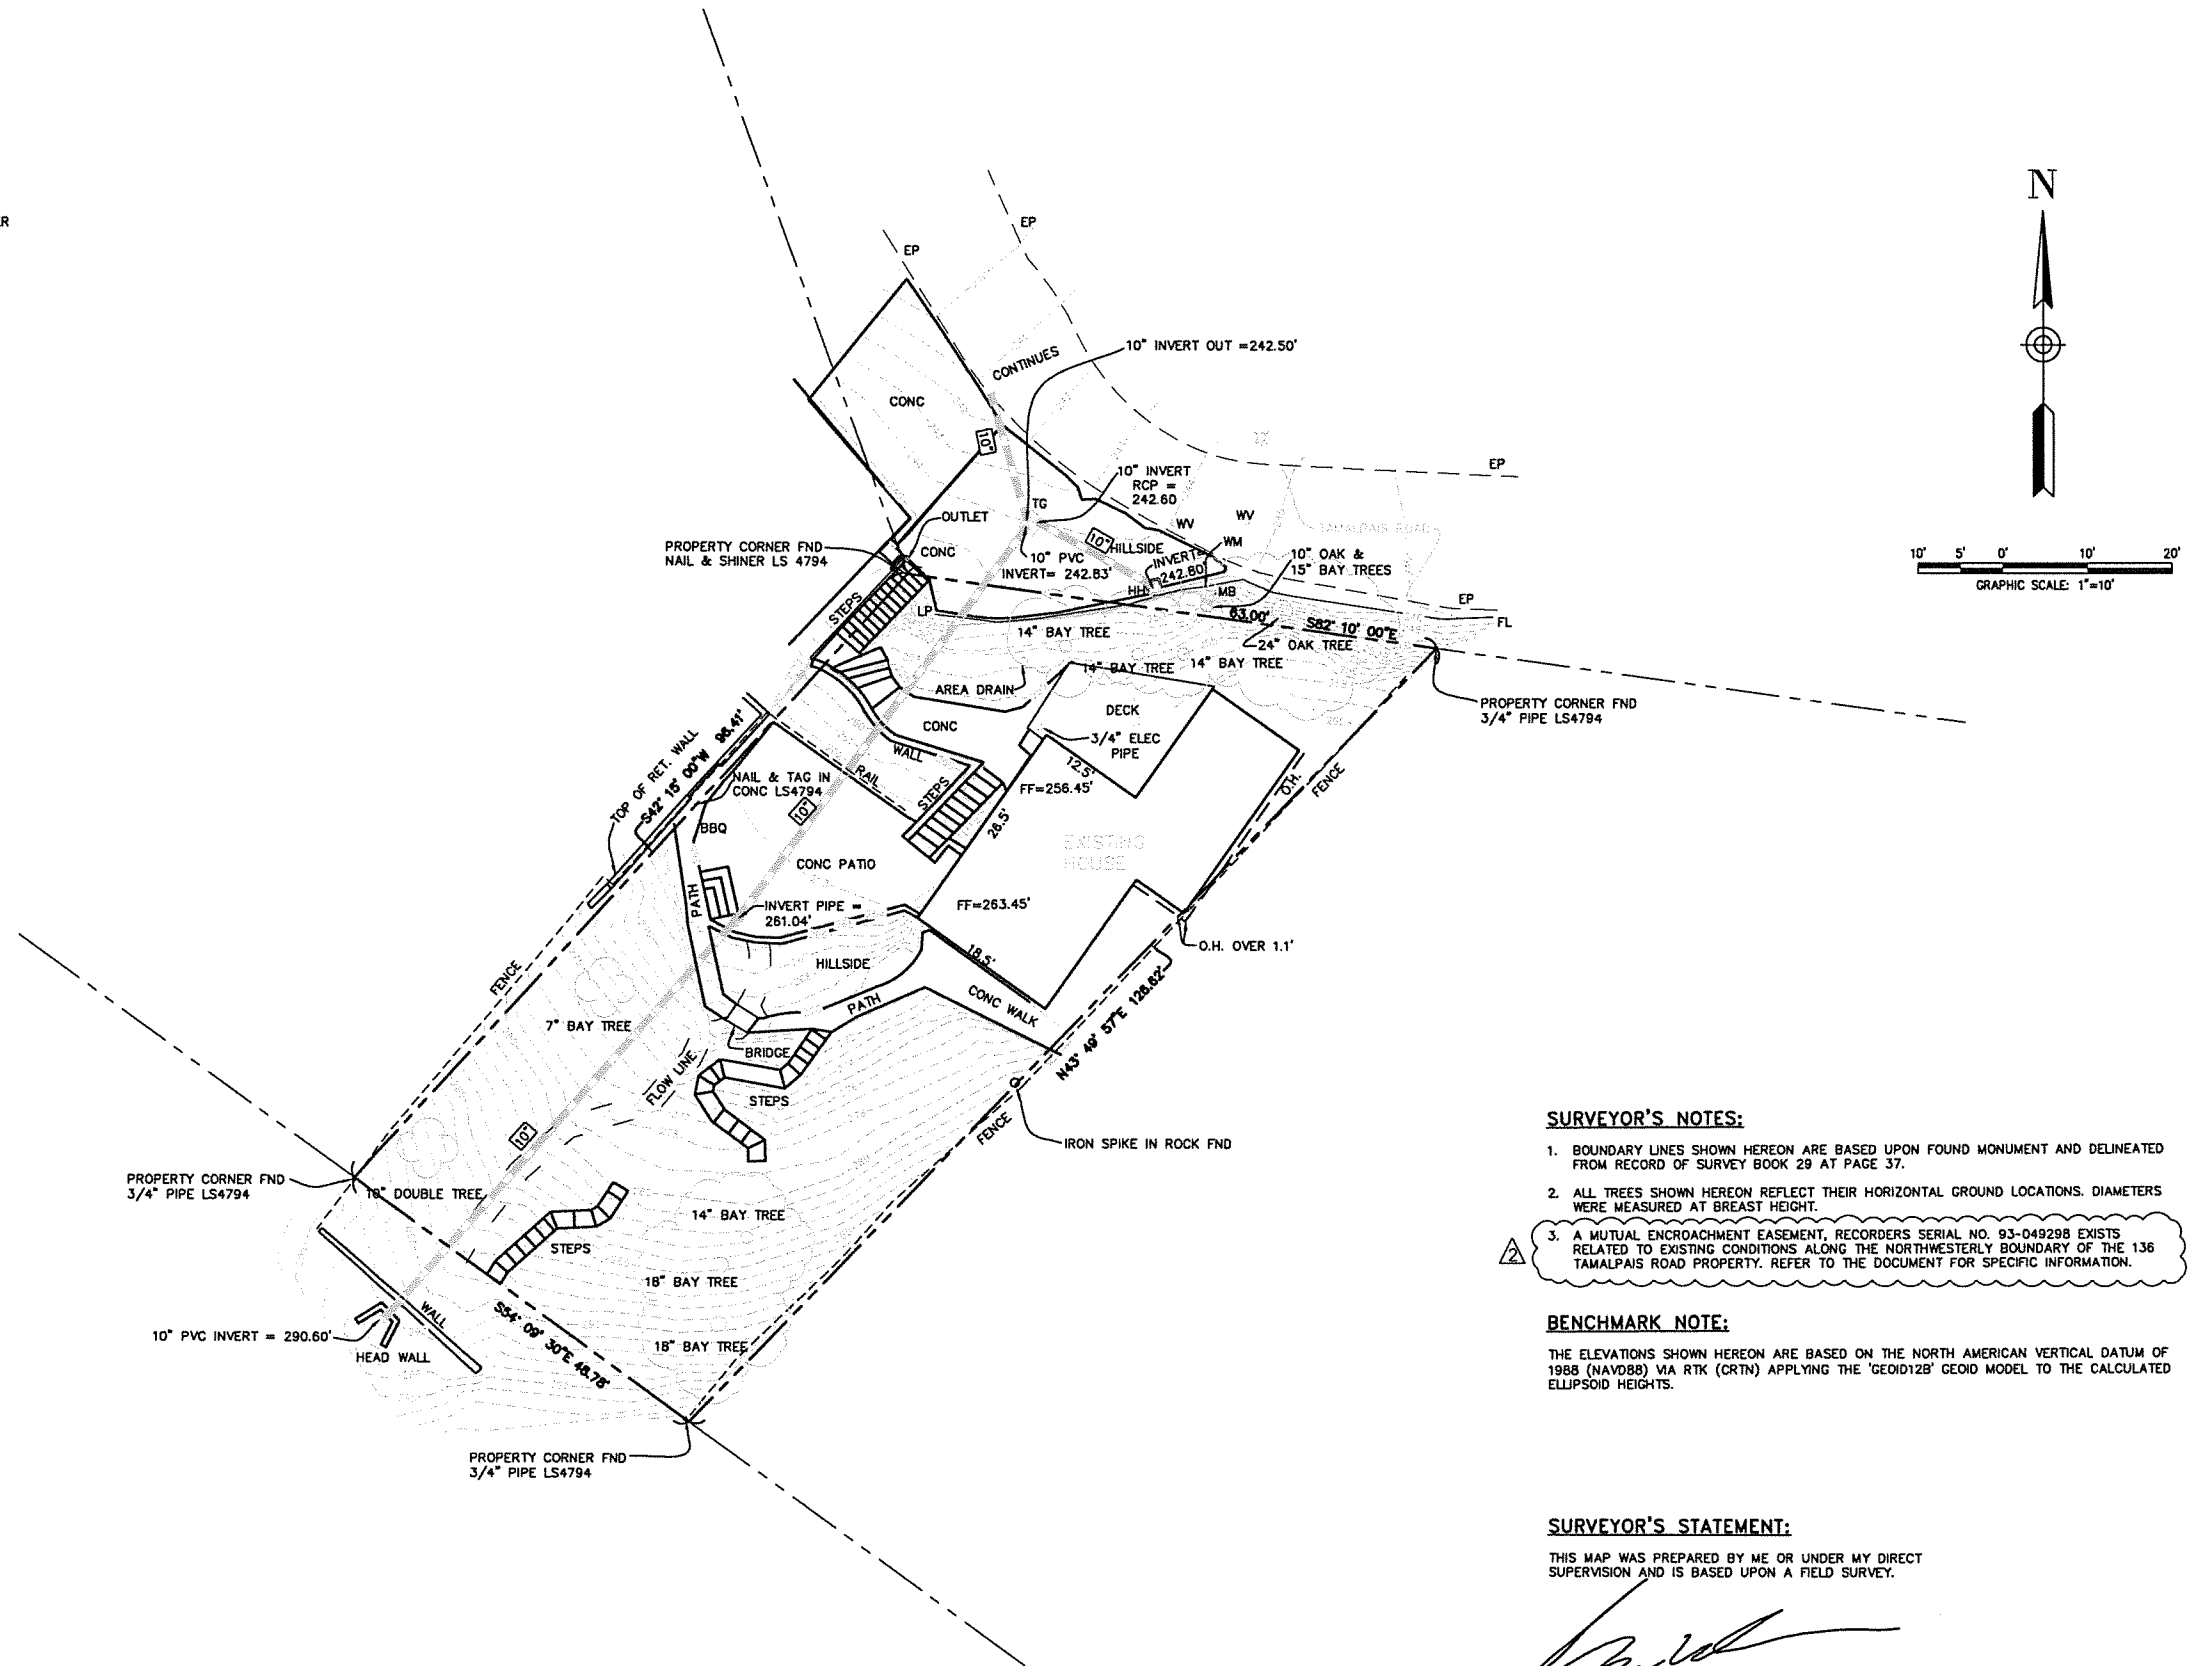 R
N
EP
EP
CONTINUES
10" INVERT OUT =242.50'
CONC
10"
10" INVERT
RCP =
242.60
EP
TG
OUTLET
WV
WV
TAMALPAIS ROAD
PROPERTY CORNER FND
NAIL & SHINER LS 4794
CONC
10"
HILLSIDE
WM
10" PVC
INVERT= 242.83'
INVERT=
242.80'
10" OAK &
15" BAY TREES
10' 5' 0' 10' 20'
GRAPHIC SCALE: 1"=10'
HH
MB
EP
STEPS
LP
63.00'
S82° 10' 00"E
FL
14" BAY TREE
24" OAK TREE
14" BAY TREE
14" BAY TREE
AREA DRAIN
PROPERTY CORNER FND
3/4" PIPE LS4794
DECK
CONC
3/4" ELEC
PIPE
WALL
TOP OF RET. WALL
S42° 15' 00"W 96.41'
NAIL & TAG IN
CONC LS4794
RAIL
STEPS
12.5'
FF=256.45'
O.H.
FENCE
10"
BBQ
26.5'
EXISTING
HOUSE
CONC PATIO
PATH
INVERT PIPE =
261.04'
FF=263.45'
O.H. OVER 1.1'
FENCE
HILLSIDE
18.5'
PATH
CONC WALK
N43° 49' 57"E 126.62'
7" BAY TREE
BRIDGE
FLOW LINE
STEPS
FENCE
IRON SPIKE IN ROCK FND
10"
PROPERTY CORNER FND
3/4" PIPE LS4794
10" DOUBLE TREE
14" BAY TREE
STEPS
18" BAY TREE
WALL
S54° 09' 30"E 48.78'
10" PVC INVERT = 290.60'
HEAD WALL
18" BAY TREE
PROPERTY CORNER FND
3/4" PIPE LS4794
SURVEYOR'S NOTES:
1. BOUNDARY LINES SHOWN HEREON ARE BASED UPON FOUND MONUMENT AND DELINEATED
FROM RECORD OF SURVEY BOOK 29 AT PAGE 37.
2. ALL TREES SHOWN HEREON REFLECT THEIR HORIZONTAL GROUND LOCATIONS. DIAMETERS
WERE MEASURED AT BREAST HEIGHT.
2
3. A MUTUAL ENCROACHMENT EASEMENT, RECORDERS SERIAL NO. 93-049298 EXISTS
RELATED TO EXISTING CONDITIONS ALONG THE NORTHWESTERLY BOUNDARY OF THE 136
TAMALPAIS ROAD PROPERTY. REFER TO THE DOCUMENT FOR SPECIFIC INFORMATION.
BENCHMARK NOTE:
THE ELEVATIONS SHOWN HEREON ARE BASED ON THE NORTH AMERICAN VERTICAL DATUM OF
1988 (NAVD88) VIA RTK (CRTN) APPLYING THE 'GEOID12B' GEOID MODEL TO THE CALCULATED
ELLIPSOID HEIGHTS.
SURVEYOR'S STATEMENT:
THIS MAP WAS PREPARED BY ME OR UNDER MY DIRECT
SUPERVISION AND IS BASED UPON A FIELD SURVEY.